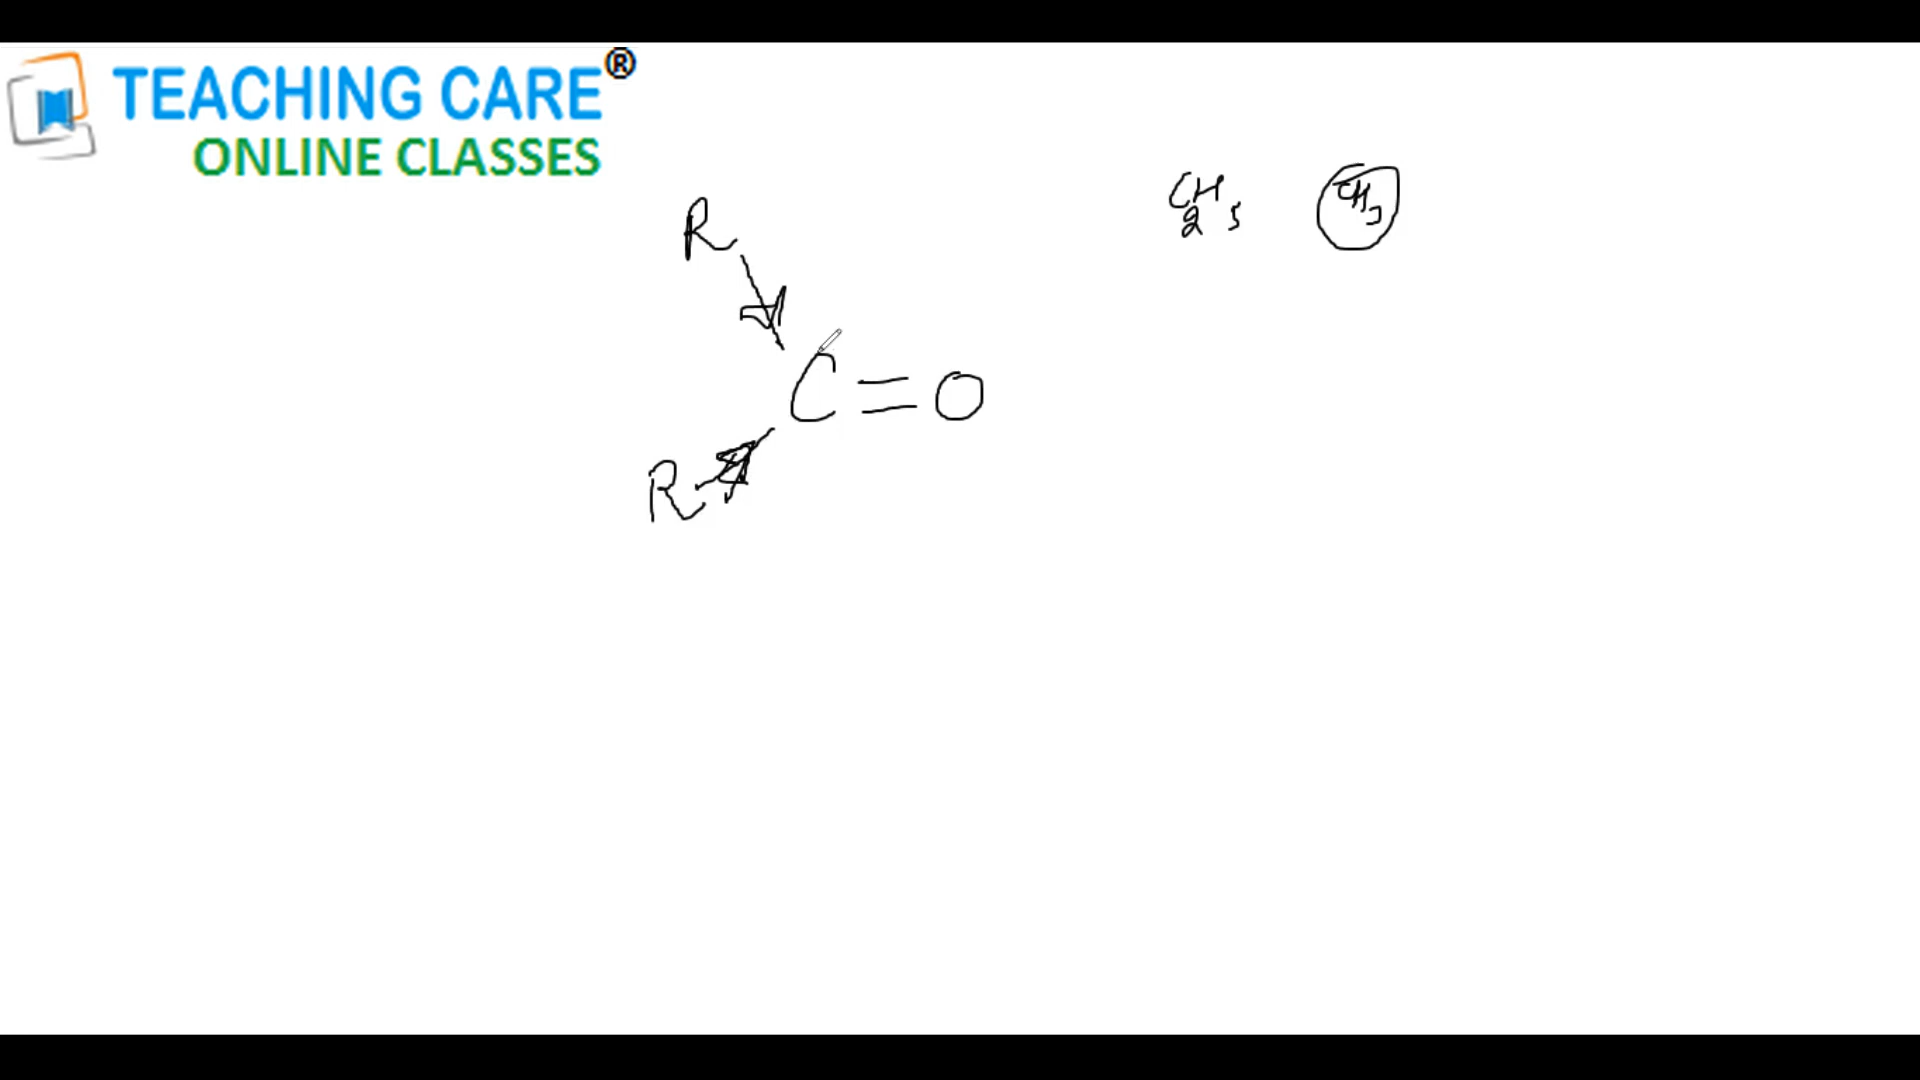 TEACHING CARE®
ONLINE CLASSES
C2H5 CH3
R
C=O
R